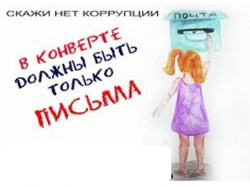 СКАЖИ НЕТ КОРРУПЦИИ
ПОЧТА
В КОНВЕРТЕ
ДОЛЖНЫ БЫТЬ
ТОЛЬКО
ПИСЬМА